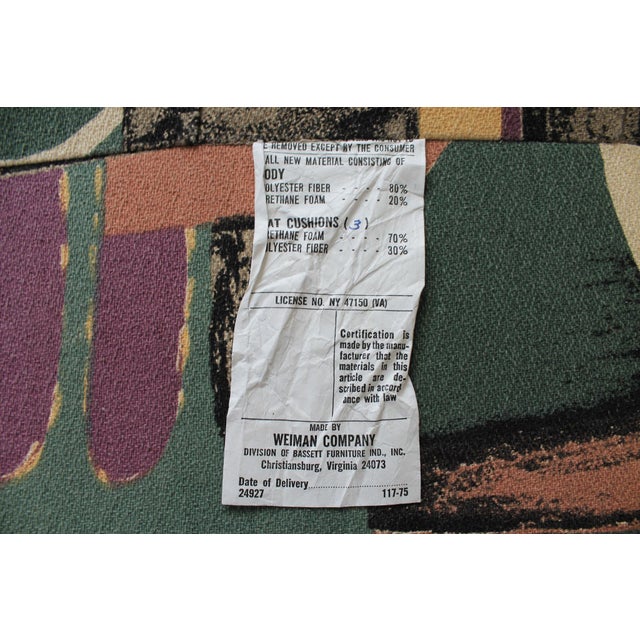 E REMOVED EXCEPT BY THE CONSUMER
ALL NEW MATERIAL CONSISTING OF
ODY
OLYESTER FIBER - - - - 80%
RETHANE FOAM - - - - 20%
AT CUSHIONS (3)
RETHANE FOAM - - - - 70%
OLYESTER FIBER - - - - 30%
LICENSE NO. NY 47150 (VA)
Certification is
made by the manu-
facturer that the
materials in this
article are de-
scribed in accord
ance with law
MADE BY
WEIMAN COMPANY
DIVISION OF BASSETT FURNITURE IND., INC.
Christiansburg, Virginia 24073
Date of Delivery
24927 117-75